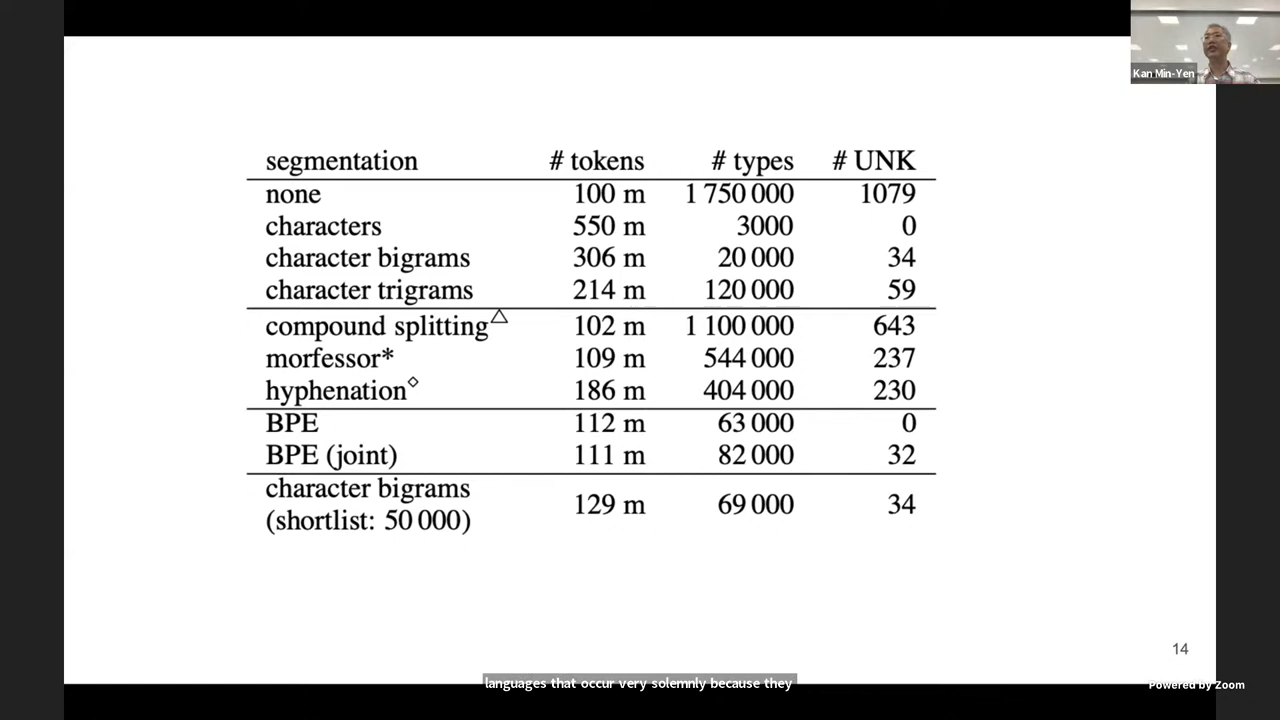 Kan Min-Yen
segmentation # tokens # types # UNK
none 100 m 1 750 000 1079
characters 550 m 3000 0
character bigrams 306 m 20 000 34
character trigrams 214 m 120 000 59
compound splitting△ 102 m 1 100 000 643
morfessor* 109 m 544 000 237
hyphenation◇ 186 m 404 000 230
BPE 112 m 63 000 0
BPE (joint) 111 m 82 000 32
character bigrams
(shortlist: 50 000) 129 m 69 000 34
14
languages that occur very solemnly because they
Powered by Zoom